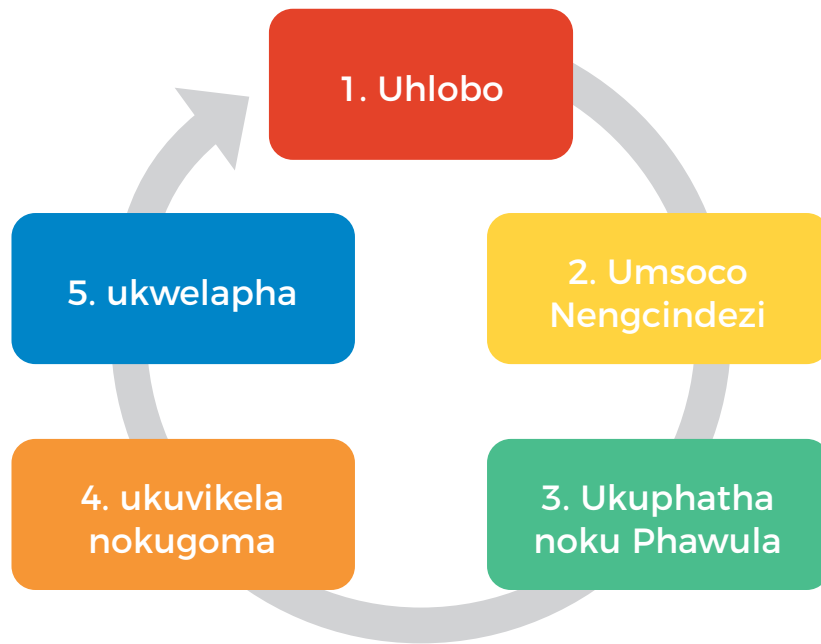 1. Uhlobo
2. Umsoco
Nengcindezi
3. Ukuphatha
noku Phawula
4. ukuvikela
nokugoma
5. ukwelapha